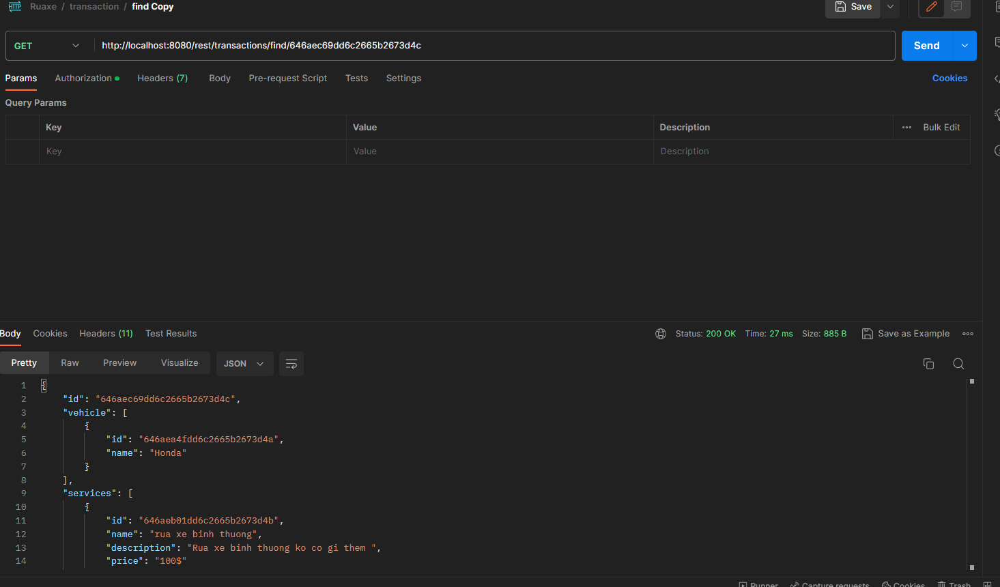 HTTP Ruaxe / transaction / find Copy Save
GET http://localhost:8080/rest/transactions/find/646aec69dd6c2665b2673d4c Send
Params Authorization Headers (7) Body Pre-request Script Tests Settings Cookies
Query Params
Key Value Description Bulk Edit
Key Value Description
Body Cookies Headers (11) Test Results Status: 200 OK Time: 27 ms Size: 885 B Save as Example
Pretty Raw Preview Visualize JSON
1 {
2 "id": "646aec69dd6c2665b2673d4c",
3 "vehicle": [
4 {
5 "id": "646aea4fdd6c2665b2673d4a",
6 "name": "Honda"
7 }
8 ],
9 "services": [
10 {
11 "id": "646aeb01dd6c2665b2673d4b",
12 "name": "rua xe binh thuong",
13 "description": "Rua xe binh thuong ko co gi them ",
14 "price": "100$"
Runner Capture requests Cookies Trash